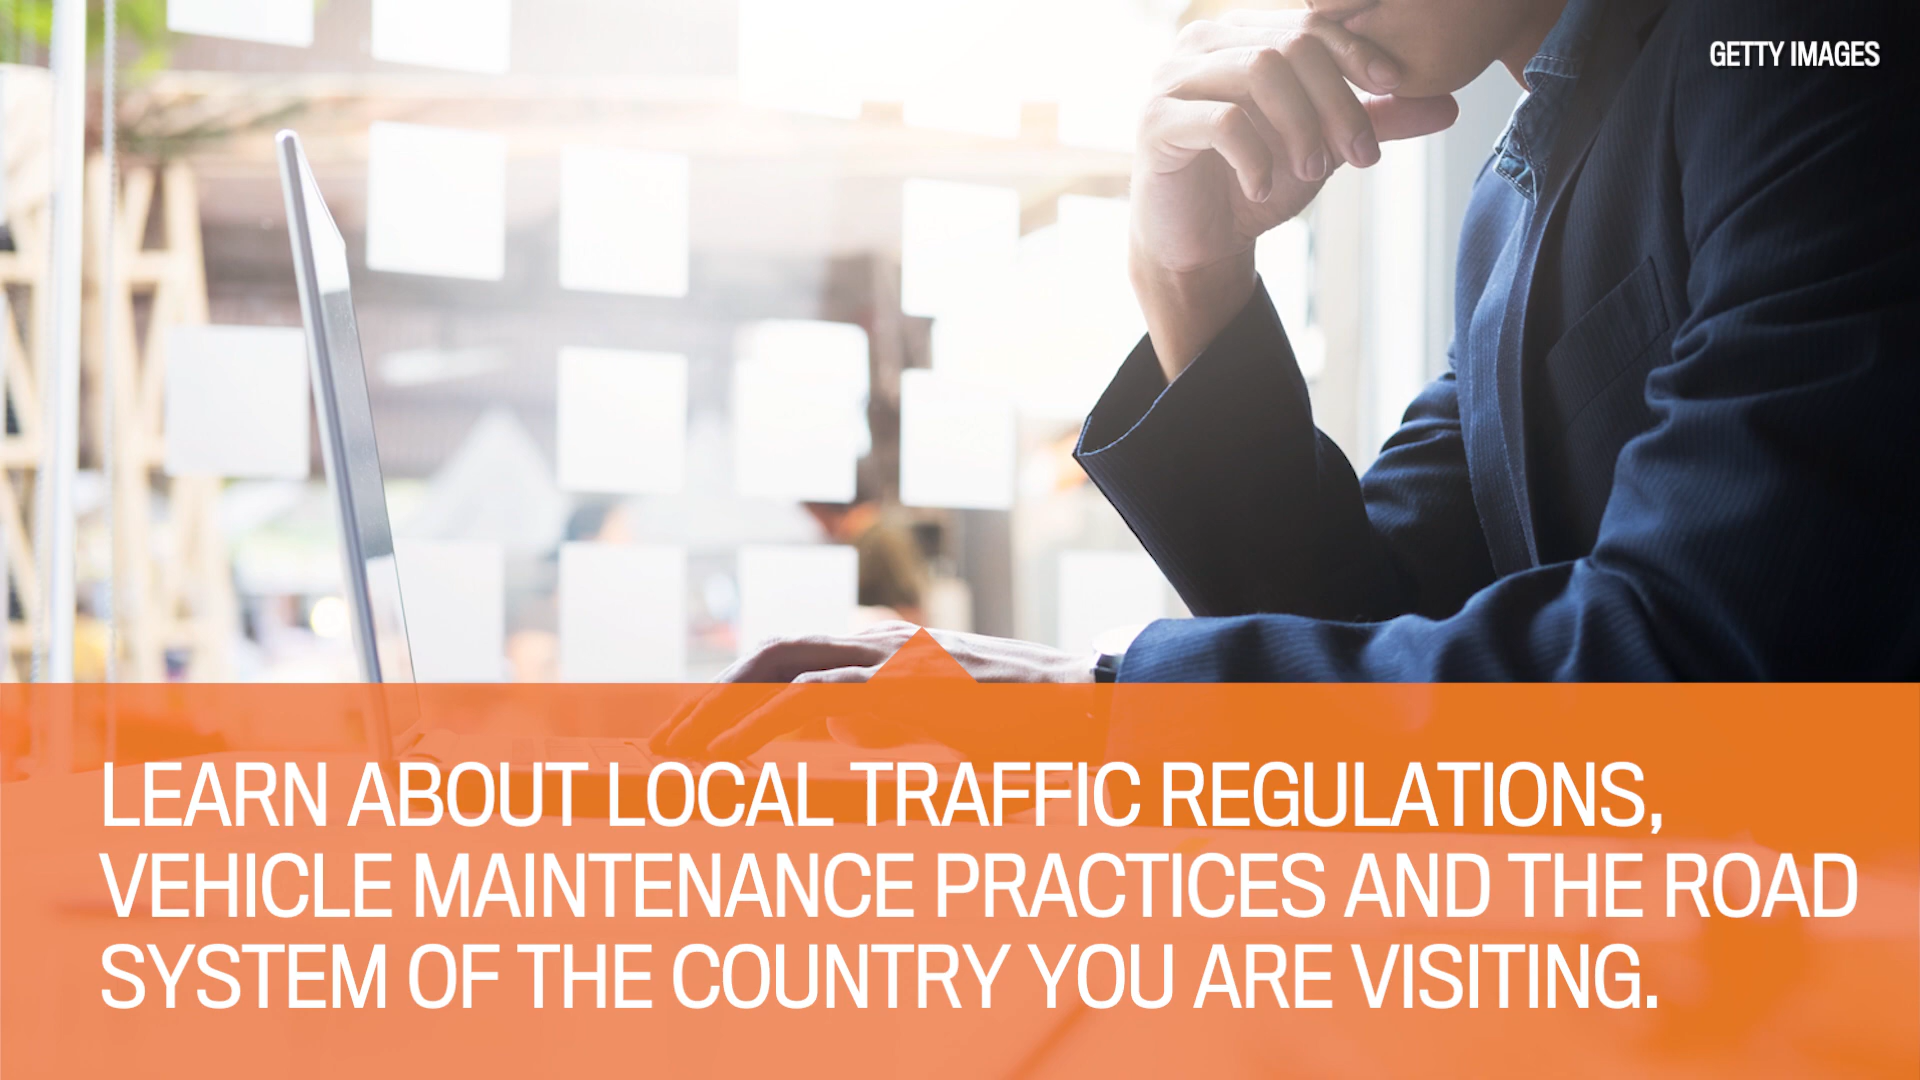 GETTY IMAGES
LEARN ABOUT LOCAL TRAFFIC REGULATIONS,
VEHICLE MAINTENANCE PRACTICES AND THE ROAD
SYSTEM OF THE COUNTRY YOU ARE VISITING.